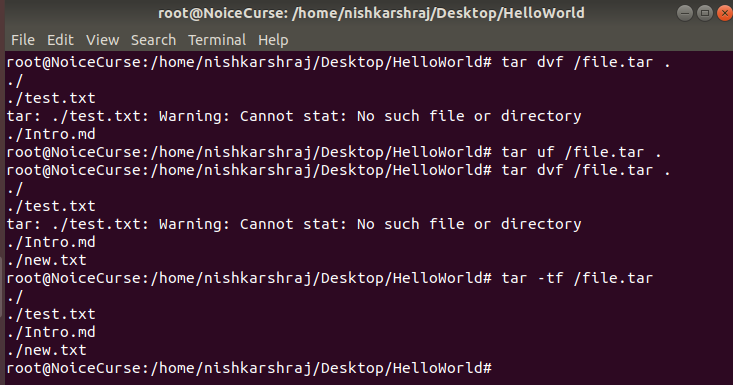 root@NoiceCurse: /home/nishkarshraj/Desktop/HelloWorld
File Edit View Search Terminal Help
root@NoiceCurse:/home/nishkarshraj/Desktop/HelloWorld# tar dvf /file.tar .
./
./test.txt
tar: ./test.txt: Warning: Cannot stat: No such file or directory
./Intro.md
root@NoiceCurse:/home/nishkarshraj/Desktop/HelloWorld# tar uf /file.tar .
root@NoiceCurse:/home/nishkarshraj/Desktop/HelloWorld# tar dvf /file.tar .
./
./test.txt
tar: ./test.txt: Warning: Cannot stat: No such file or directory
./Intro.md
./new.txt
root@NoiceCurse:/home/nishkarshraj/Desktop/HelloWorld# tar -tf /file.tar
./
./test.txt
./Intro.md
./new.txt
root@NoiceCurse:/home/nishkarshraj/Desktop/HelloWorld#